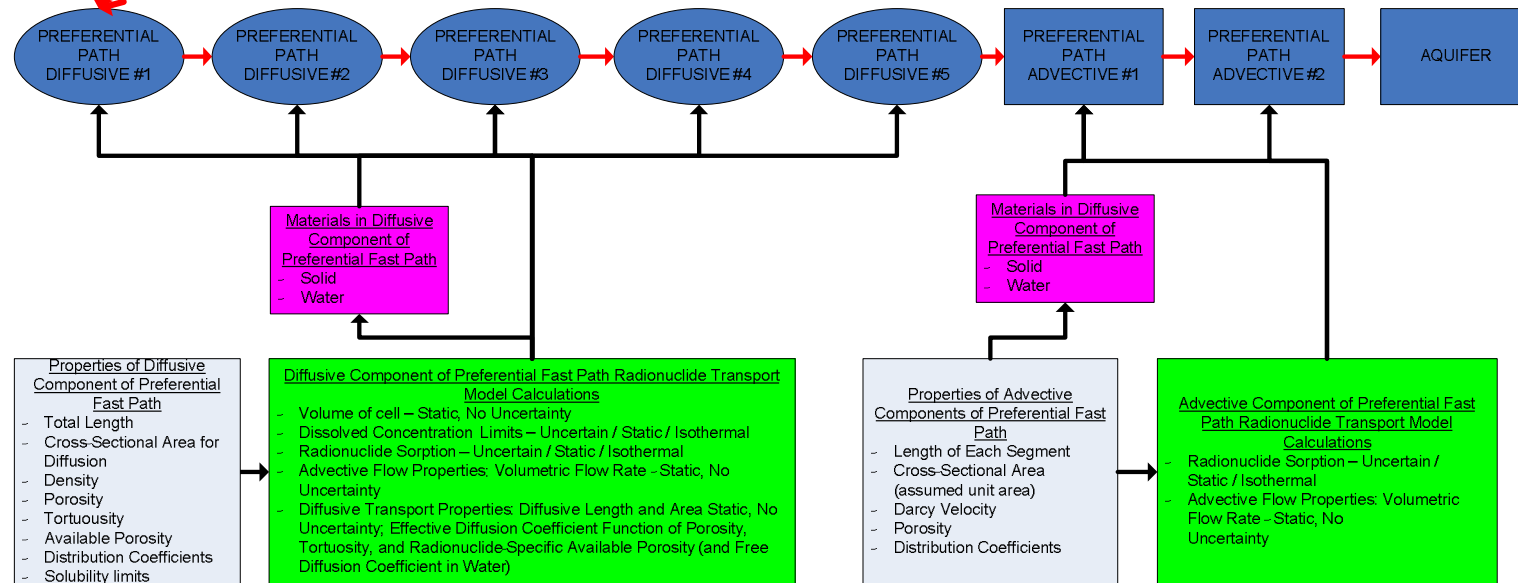 PREFERENTIAL
PATH
DIFFUSIVE #1
PREFERENTIAL
PATH
DIFFUSIVE #2
PREFERENTIAL
PATH
DIFFUSIVE #3
PREFERENTIAL
PATH
DIFFUSIVE #4
PREFERENTIAL
PATH
DIFFUSIVE #5
PREFERENTIAL
PATH
ADVECTIVE #1
PREFERENTIAL
PATH
ADVECTIVE #2
AQUIFER
Materials in Diffusive
Component of
Preferential Fast Path
- Solid
- Water
Materials in Diffusive
Component of
Preferential Fast Path
- Solid
- Water
Properties of Diffusive
Component of Preferential
Fast Path
- Total Length
- Cross-Sectional Area for
Diffusion
- Density
- Porosity
- Tortuousity
- Available Porosity
- Distribution Coefficients
- Solubility limits
Diffusive Component of Preferential Fast Path Radionuclide Transport
Model Calculations
- Volume of cell – Static, No Uncertainty
- Dissolved Concentration Limits – Uncertain / Static / Isothermal
- Radionuclide Sorption – Uncertain / Static / Isothermal
- Advective Flow Properties: Volumetric Flow Rate - Static, No
Uncertainty
- Diffusive Transport Properties: Diffusive Length and Area Static, No
Uncertainty; Effective Diffusion Coefficient Function of Porosity,
Tortuosity, and Radionuclide-Specific Available Porosity (and Free
Diffusion Coefficient in Water)
Properties of Advective
Components of Preferential Fast
Path
- Length of Each Segment
- Cross-Sectional Area
(assumed unit area)
- Darcy Velocity
- Porosity
- Distribution Coefficients
Advective Component of Preferential Fast
Path Radionuclide Transport Model
Calculations
- Radionuclide Sorption – Uncertain /
Static / Isothermal
- Advective Flow Properties: Volumetric
Flow Rate - Static, No
Uncertainty